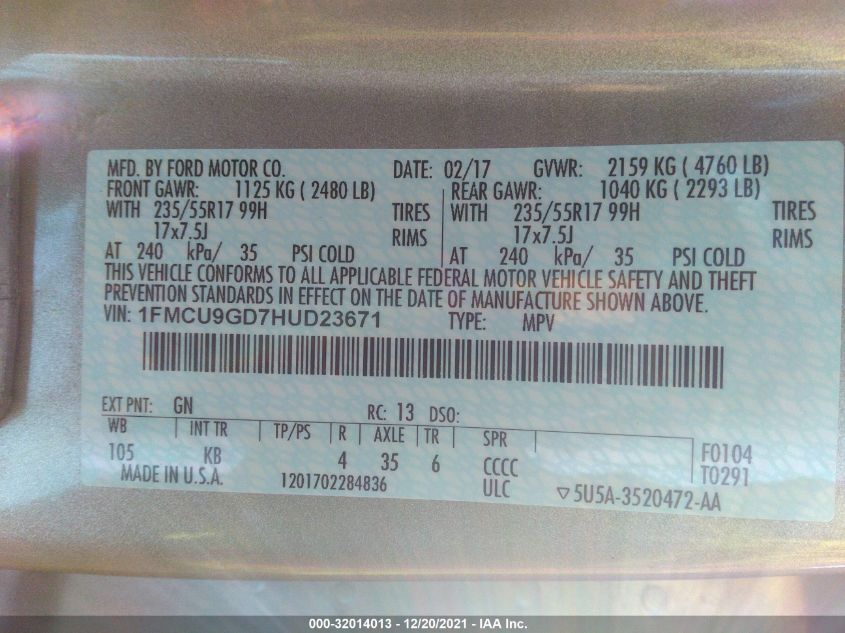 MFD. BY FORD MOTOR CO. DATE: 02/17 GVWR: 2159 KG ( 4760 LB)
FRONT GAWR: 1125 KG ( 2480 LB) REAR GAWR: 1040 KG ( 2293 LB)
WITH 235/55R17 99H TIRES WITH 235/55R17 99H TIRES
17x7.5J RIMS 17x7.5J RIMS
AT 240 kPa/ 35 PSI COLD AT 240 kPa/ 35 PSI COLD
THIS VEHICLE CONFORMS TO ALL APPLICABLE FEDERAL MOTOR VEHICLE SAFETY AND THEFT
PREVENTION STANDARDS IN EFFECT ON THE DATE OF MANUFACTURE SHOWN ABOVE.
VIN: 1FMCU9GD7HUD23671 TYPE: MPV
EXT PNT: GN RC: 13 DSO:
WB INT TR TP/PS R AXLE TR SPR F0104
105 KB 4 35 6 CCCC T0291
MADE IN U.S.A. 1201702284836 ULC ▽5U5A-3520472-AA
000-32014013 - 12/20/2021 - IAA Inc.